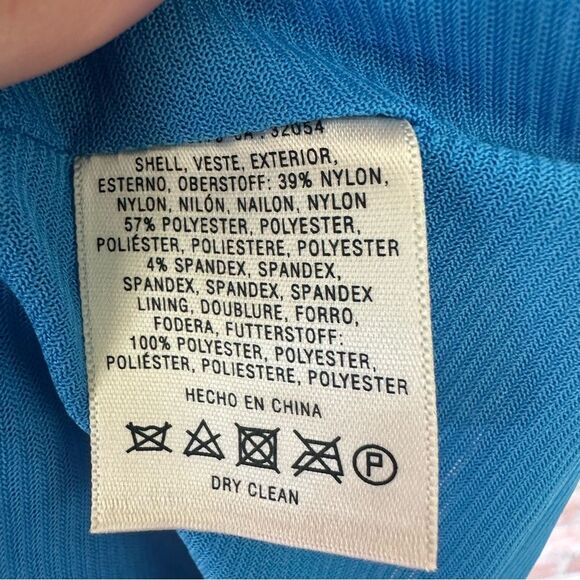 32054
SHELL, VESTE, EXTERIOR,
ESTERNO, OBERSTOFF: 39% NYLON,
NYLON, NILÓN, NAILON, NYLON
57% POLYESTER, POLYESTER,
POLIÉSTER, POLIESTERE, POLYESTER
4% SPANDEX, SPANDEX,
SPANDEX, SPANDEX, SPANDEX
LINING, DOUBLURE, FORRO,
FODERA, FUTTERSTOFF:
100% POLYESTER, POLYESTER,
POLIÉSTER, POLIESTERE, POLYESTER
HECHO EN CHINA
P
DRY CLEAN